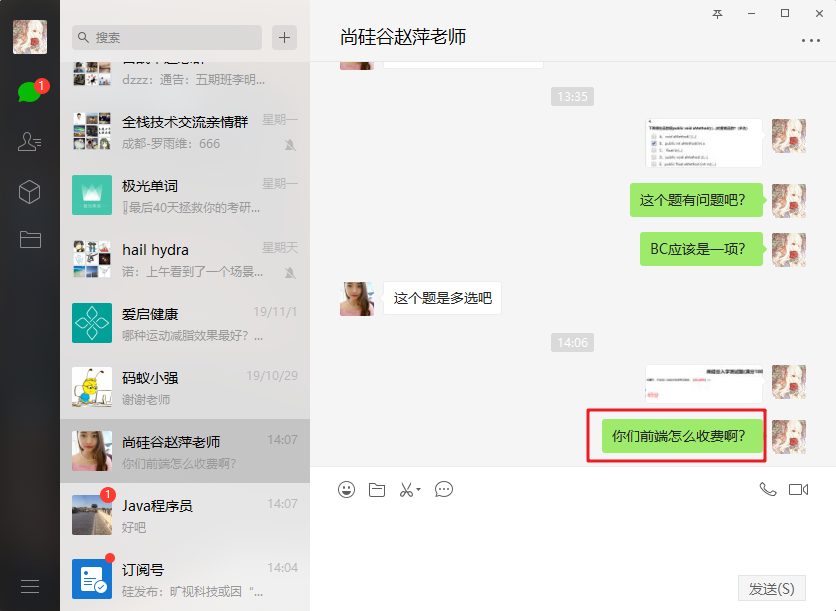 搜索
1
dzzz：通告：五期班李明...
全栈技术交流亲情群 星期一
成都-罗雨维：666
极光单词 星期一
最后40天拯救你的考研...
hail hydra 星期天
诺：上午看到了一个场景...
爱启健康 19/11/1
哪种运动减脂效果最好？...
码蚁小强 19/10/29
谢谢老师
尚硅谷赵萍老师 14:07
你们前端怎么收费啊？
1
Java程序员 14:07
好吧
订阅号 14:04
硅发布：旷视科技或因“...
尚硅谷赵萍老师
13:35
这个题有问题吧？
BC应该是一项？
这个题是多选吧
14:06
你们前端怎么收费啊？
发送(S)